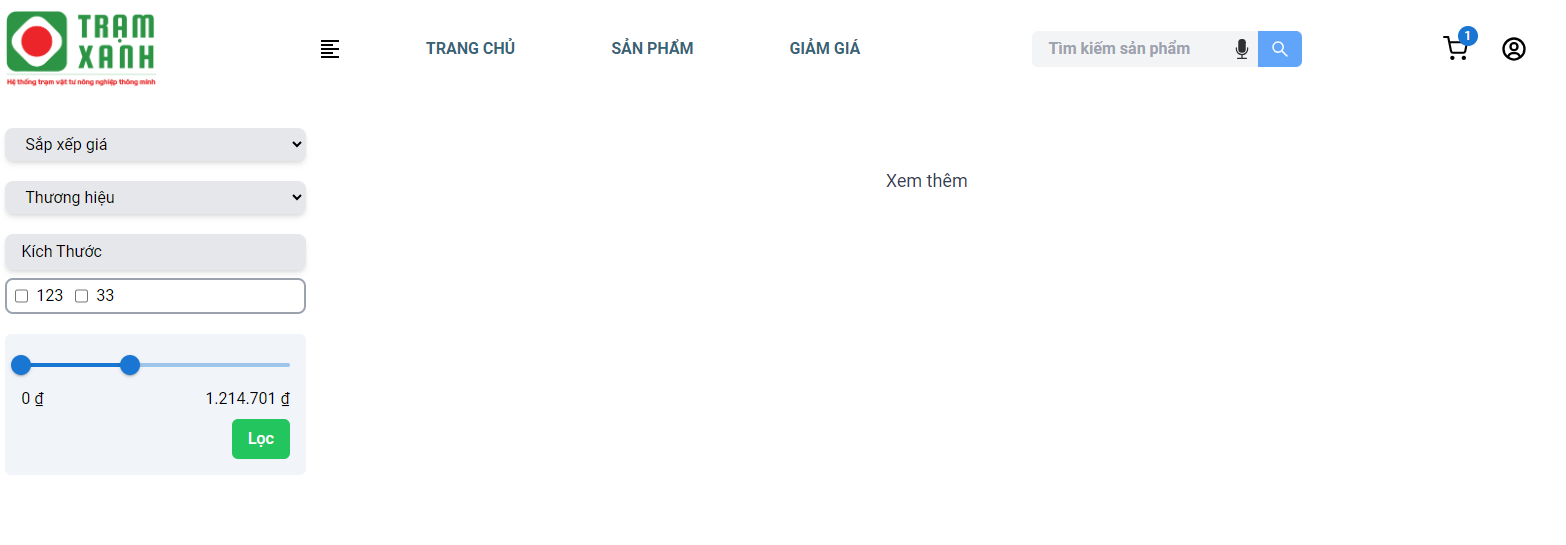 TRẠM
XANH
Hệ thống trạm vật tư nông nghiệp thông minh
TRANG CHỦ
SẢN PHẨM
GIẢM GIÁ
Tìm kiếm sản phẩm
1
Sắp xếp giá
Thương hiệu
Kích Thước
123 33
0 ₫ 1.214.701 ₫
Lọc
Xem thêm